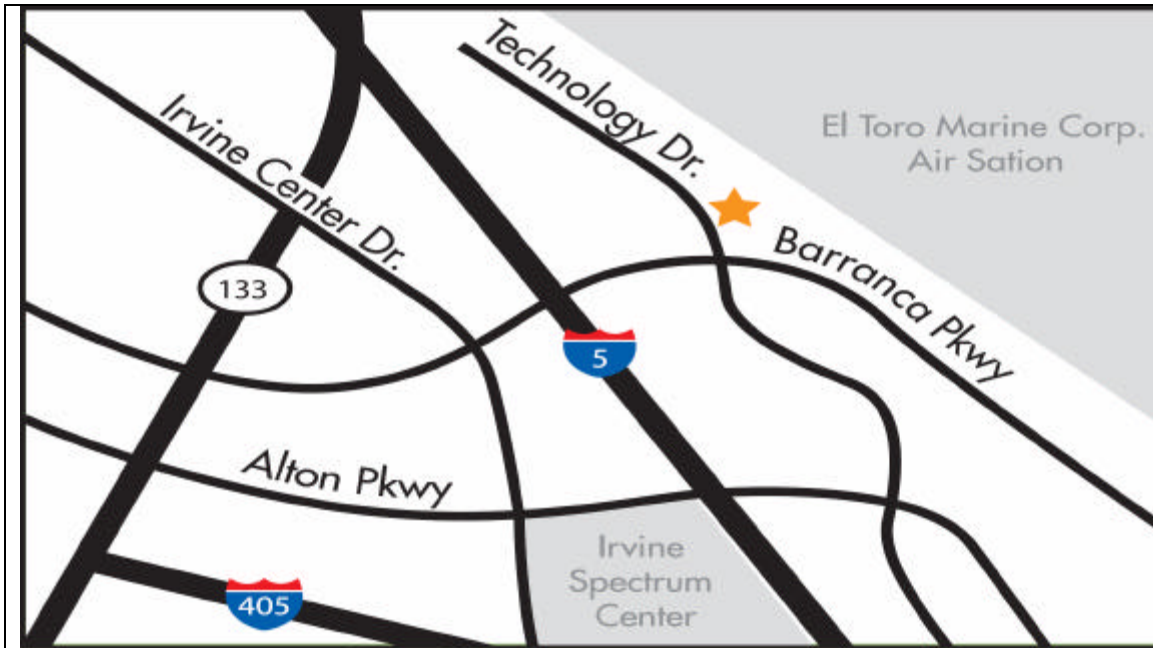 Technology Dr.
El Toro Marine Corp.
Air Sation
Irvine Center Dr.
Barranca Pkwy
133
5
Alton Pkwy
Irvine
Spectrum
Center
405